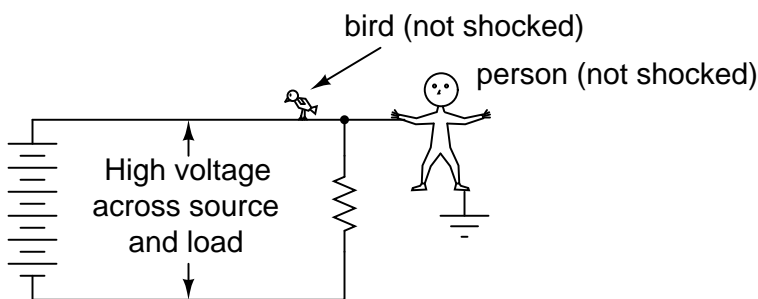 bird (not shocked)
person (not shocked)
High voltage
across source
and load